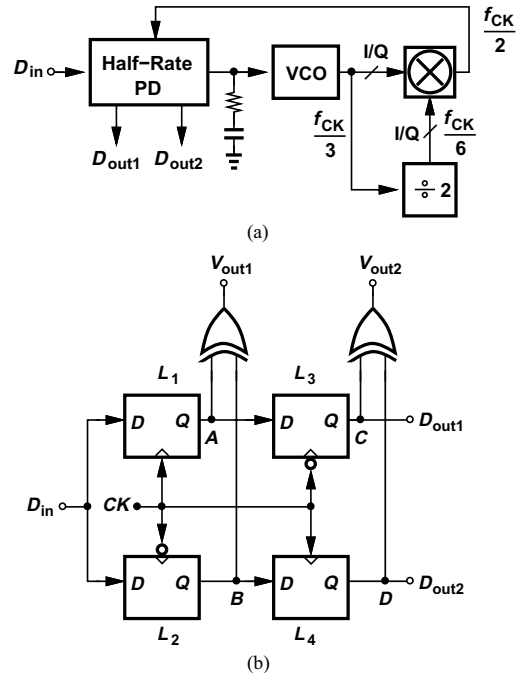 f_CK
2
D_in
Half−Rate
PD
VCO
I/Q
D_out1
D_out2
f_CK
3
I/Q
f_CK
6
÷ 2
(a)
V_out1
V_out2
L_1
L_3
D
Q
A
D
Q
C
D_out1
D_in
CK
D
Q
B
D
Q
D
D_out2
L_2
L_4
(b)